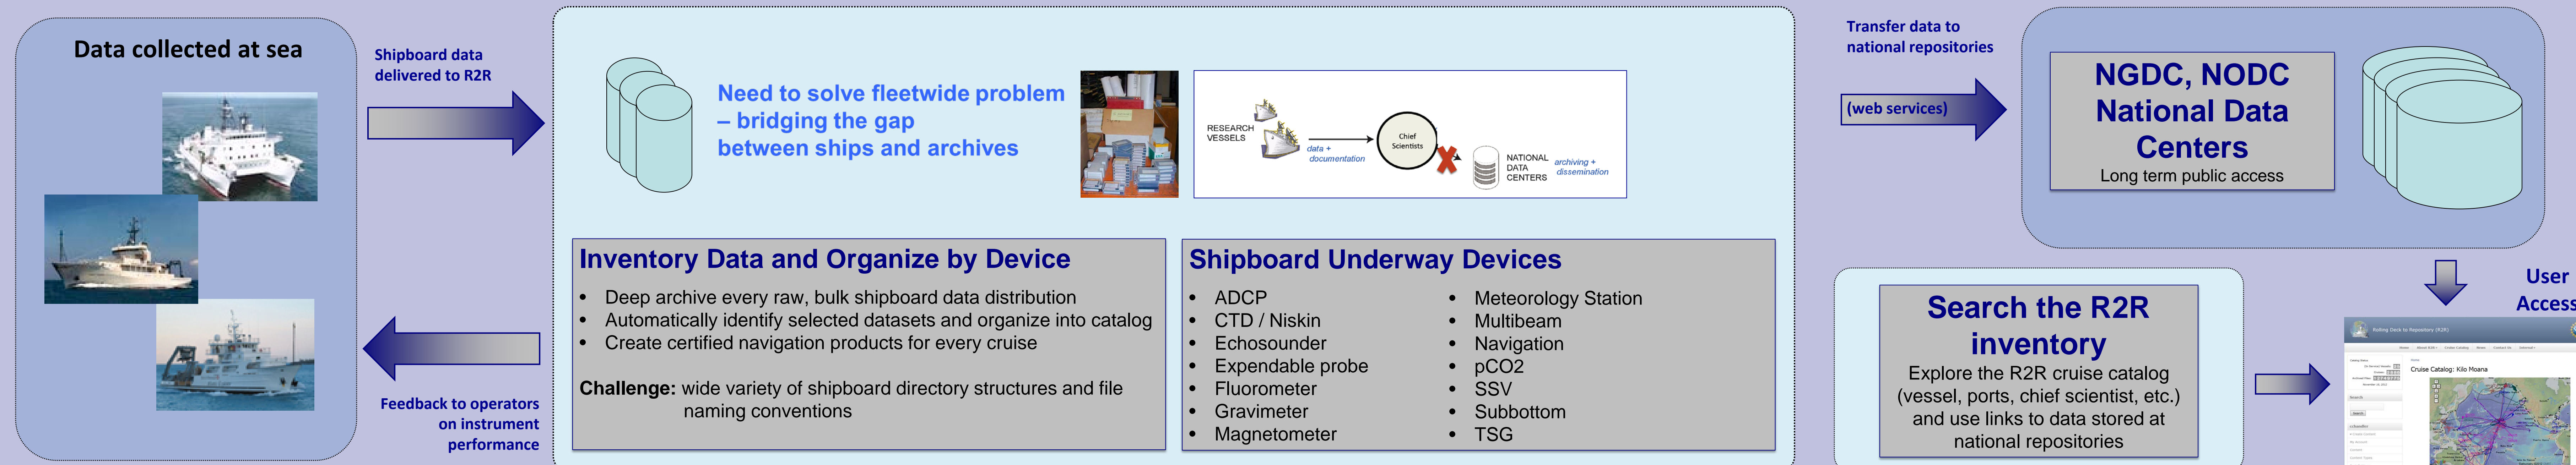 Data collected at sea
Shipboard data
delivered to R2R
Feedback to operators
on instrument
performance
Need to solve fleetwide problem
– bridging the gap
between ships and archives
RESEARCH
VESSELS
data +
documentation
Chief
Scientists
NATIONAL
DATA
CENTERS
archiving +
dissemination
Inventory Data and Organize by Device
• Deep archive every raw, bulk shipboard data distribution
• Automatically identify selected datasets and organize into catalog
• Create certified navigation products for every cruise
Challenge: wide variety of shipboard directory structures and file
naming conventions
Shipboard Underway Devices
• ADCP
• CTD / Niskin
• Echosounder
• Expendable probe
• Fluorometer
• Gravimeter
• Magnetometer
• Meteorology Station
• Multibeam
• Navigation
• pCO2
• SSV
• Subbottom
• TSG
Transfer data to
national repositories
(web services)
NGDC, NODC
National Data
Centers
Long term public access
Search the R2R
inventory
Explore the R2R cruise catalog
(vessel, ports, chief scientist, etc.)
and use links to data stored at
national repositories
User
Access
Rolling Deck to Repository (R2R)
Cruise Catalog: Kilo Moana
Search